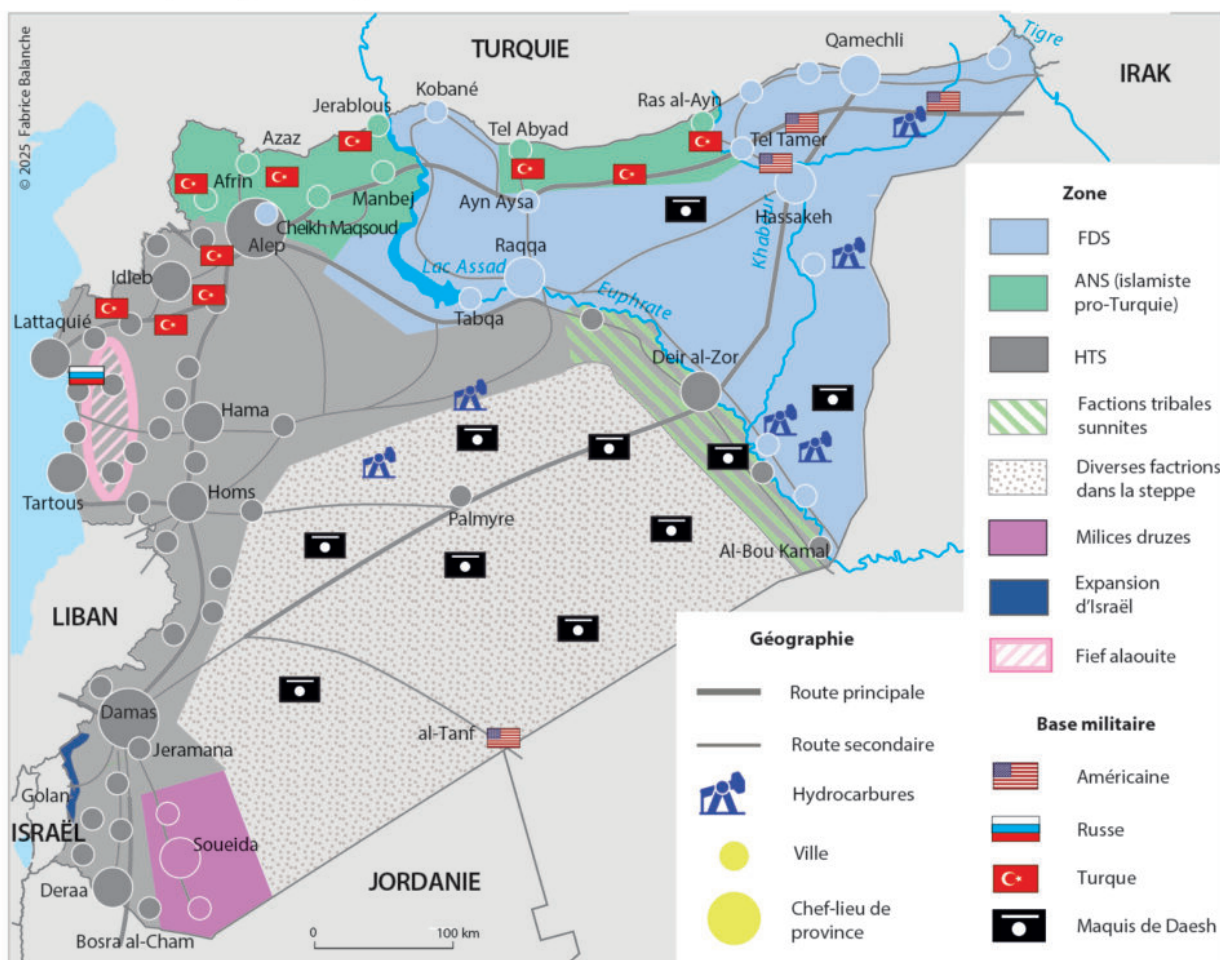 © 2025 Fabrice Balanche
TURQUIE
Qamechli
Tigre
IRAK
Kobané
Jerablous
Ras al-Ayn
Azaz
Tel Abyad
Tel Tamer
Afrin
Manbej
Ayn Aysa
Hassakeh
Cheikh Maqsoud
Alep
Raqqa
Khabour
Idleb
Lac Assad
Euphrate
Tabqa
Lattaquié
Deir al-Zor
Hama
Homs
Tartous
Palmyre
Al-Bou Kamal
LIBAN
Damas
al-Tanf
Jeramana
Golan
ISRAËL
Soueida
JORDANIE
Deraa
Bosra al-Cham
0
100 km
Zone
FDS
ANS (islamiste
pro-Turquie)
HTS
Factions tribales
sunnites
Diverses factrions
dans la steppe
Milices druzes
Expansion
d'Israël
Fief alaouite
Géographie
Route principale
Route secondaire
Hydrocarbures
Ville
Chef-lieu de
province
Base militaire
Américaine
Russe
Turque
Maquis de Daesh